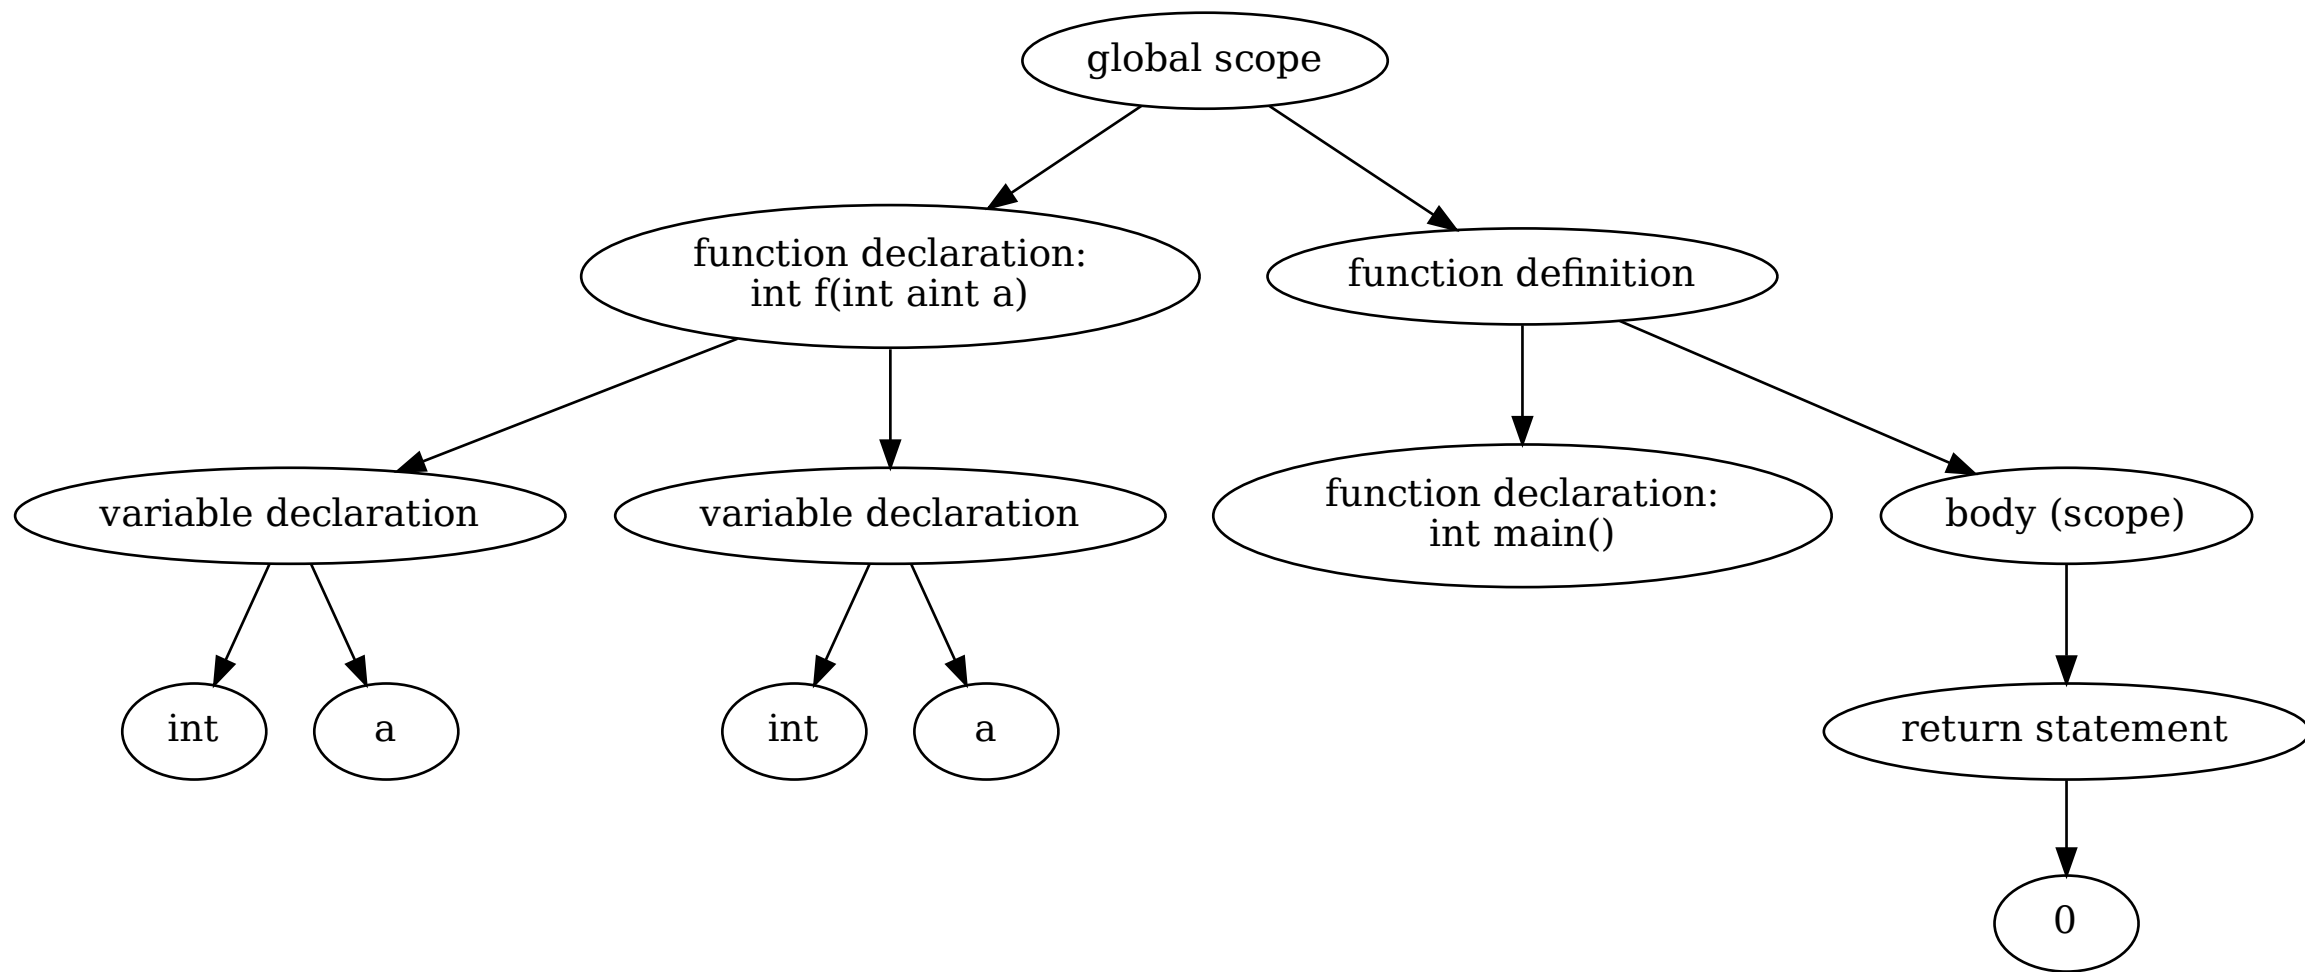 global scope
function declaration:
int f(int aint a)
function definition
variable declaration
variable declaration
function declaration:
int main()
body (scope)
int
a
int
a
return statement
0